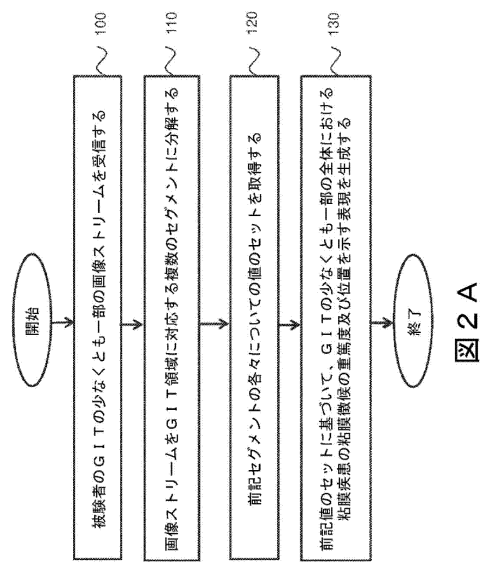 開始
100
被験者のGITの少なくとも一部の画像ストリームを受信する
110
画像ストリームをGIT領域に対応する複数のセグメントに分解する
120
前記セグメントの各々についての値のセットを取得する
130
前記値のセットに基づいて、GITの少なくとも一部の全体における
粘膜疾患の粘膜徴候の重篤度及び位置を示す表現を生成する
終了
図2A